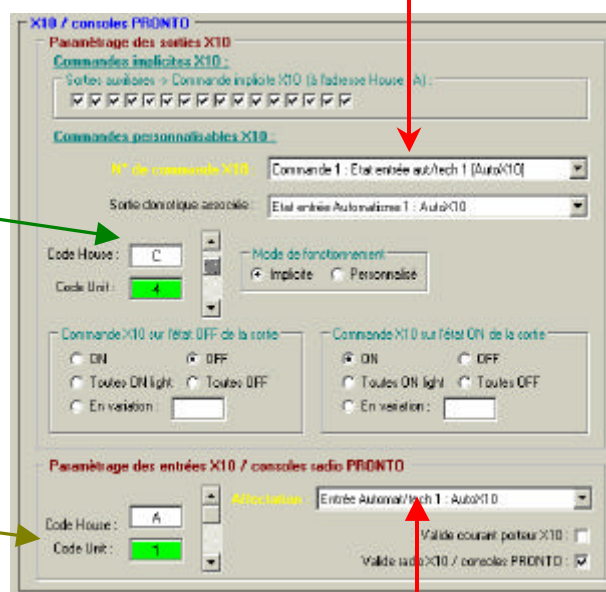 X10 / consoles PRONTO
Paramètrage des sorties X10
Commandes implicites X10 :
Sorties auxiliaires -> Commande implicite X10 (à l'adresse House A) :
Commandes personnalisables X10 :
N° de commande X10 : Commande 1 : Etat entrée aut/tech 1 (AutoX10)
Sortie domotique associée : Etat entrée Automatisme 1 : AutoX10
Code House : C
Code Unit : 4
Mode de fonctionnement
Implicite Personnalisé
Commande X10 sur l'état OFF de la sortie
ON OFF
Toutes ON light Toutes OFF
En variation :
Commande X10 sur l'état ON de la sortie
ON OFF
Toutes ON light Toutes OFF
En variation :
Paramètrage des entrées X10 / consoles radio PRONTO
Affectation Entrée Automat/tech 1 : AutoX10
Code House : A
Code Unit : 1
Valide courant porteur X10 :
Valide radio X10 / consoles PRONTO :